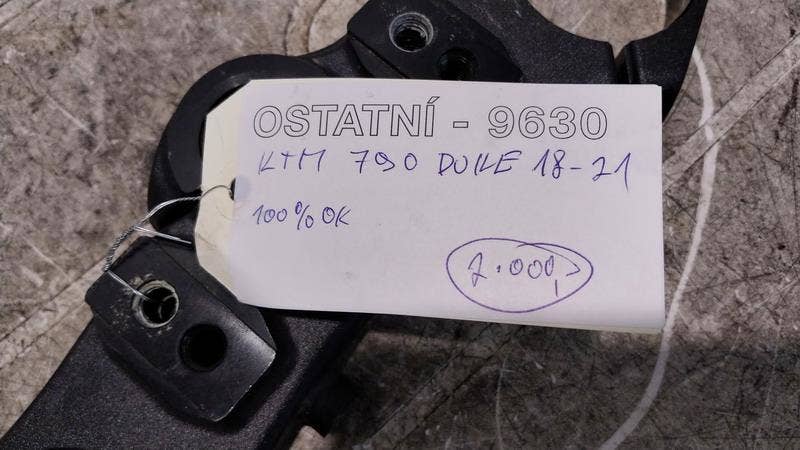 OSTATNÍ - 9630
KTM 790 DUKE 18-21
100% OK
2.000,-